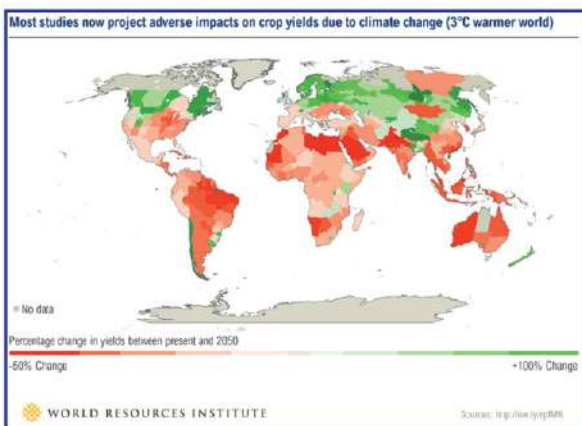 Most studies now project adverse impacts on crop yields due to climate change (3°C warmer world)
No data
Percentage change in yields between present and 2050
-50% Change
+100% Change
WORLD RESOURCES INSTITUTE
Sources: